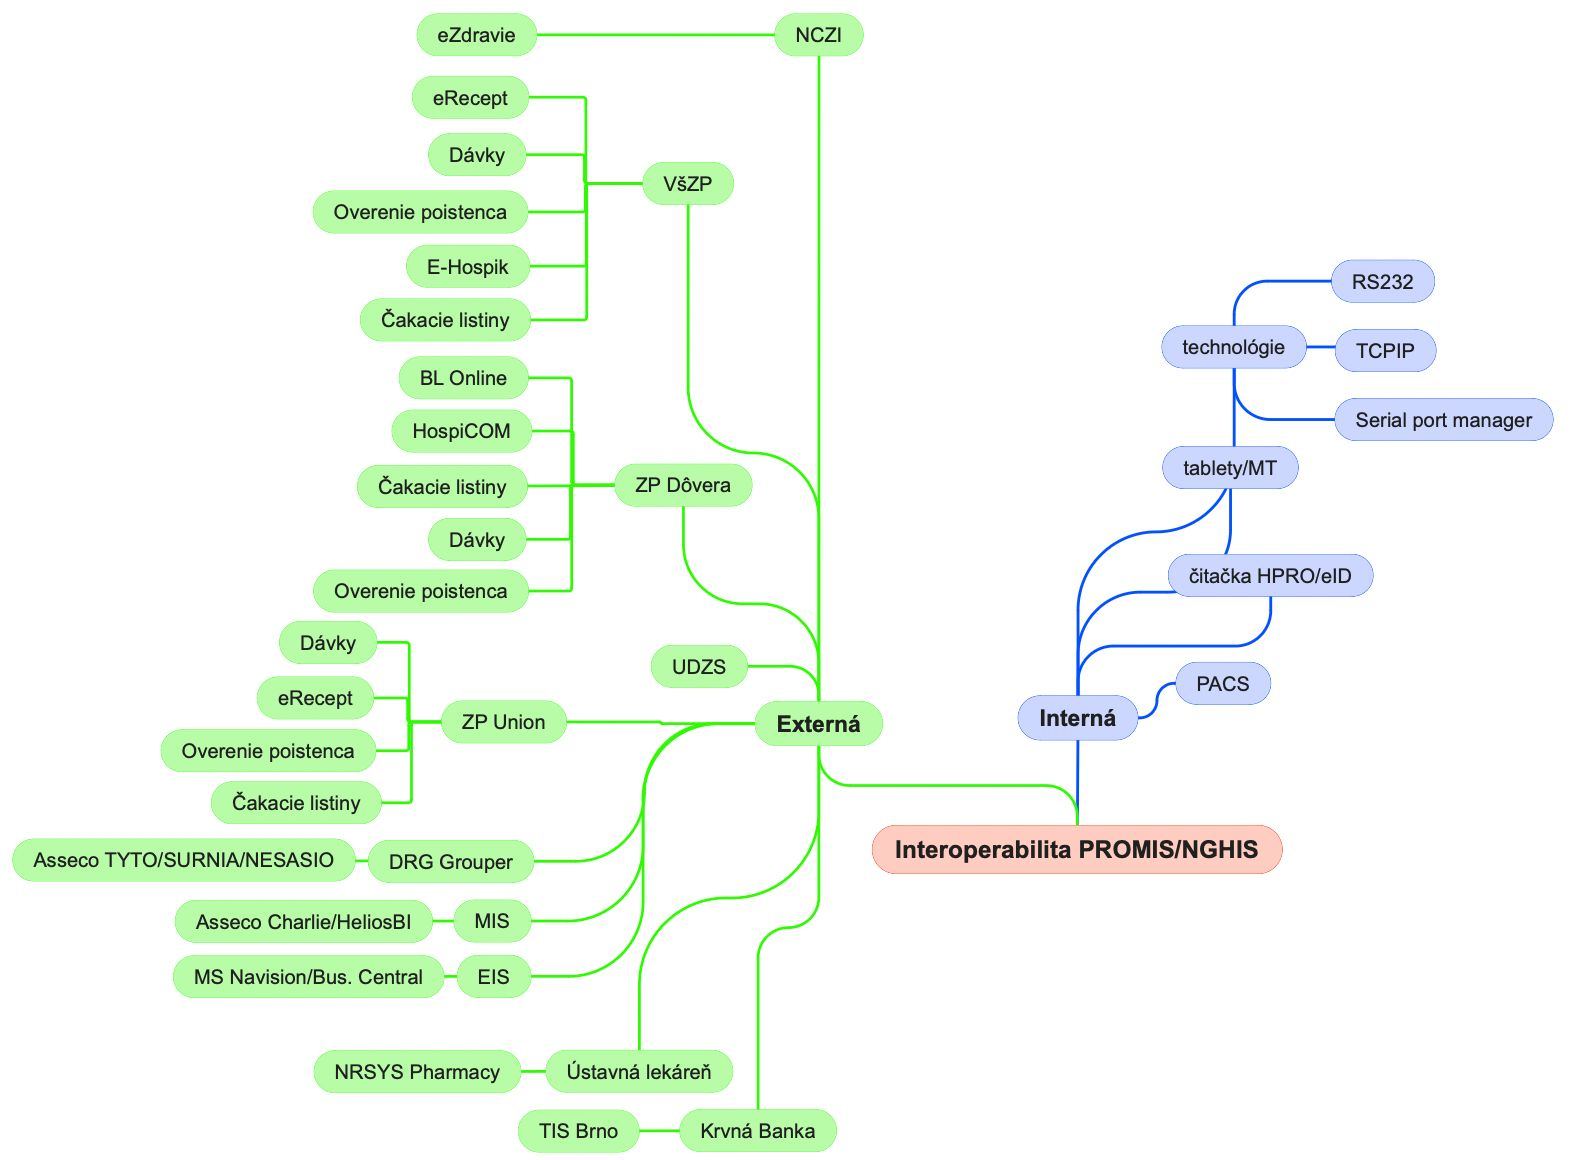 eZdravie
NCZI
eRecept
Dávky
VšZP
Overenie poistenca
E-Hospik
Čakacie listiny
BL Online
HospiCOM
ZP Dôvera
Čakacie listiny
Dávky
Overenie poistenca
Dávky
UDZS
eRecept
ZP Union
Externá
Overenie poistenca
Čakacie listiny
Asseco TYTO/SURNIA/NESASIO
DRG Grouper
Asseco Charlie/HeliosBI
MIS
MS Navision/Bus. Central
EIS
NRSYS Pharmacy
Ústavná lekáreň
TIS Brno
Krvná Banka
RS232
technológie
TCPIP
Serial port manager
tablety/MT
čitačka HPRO/eID
PACS
Interná
Interoperabilita PROMIS/NGHIS